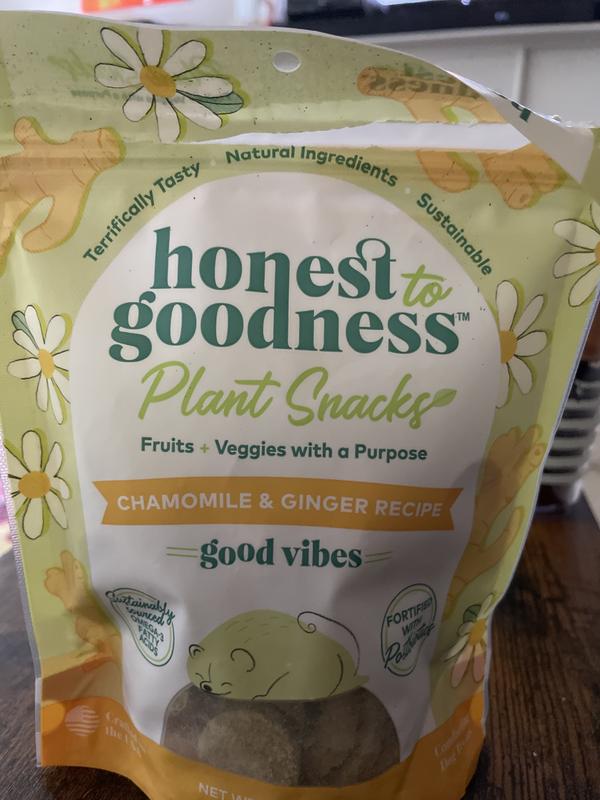 Terrifically Tasty
Natural Ingredients
Sustainable
honest to
goodness™
Plant Snacks
Fruits + Veggies with a Purpose
CHAMOMILE & GINGER RECIPE
good vibes
Sustainably
sourced
OMEGA-3
FATTY
ACIDS
FORTIFIED
WITH
Postbiotics
NET